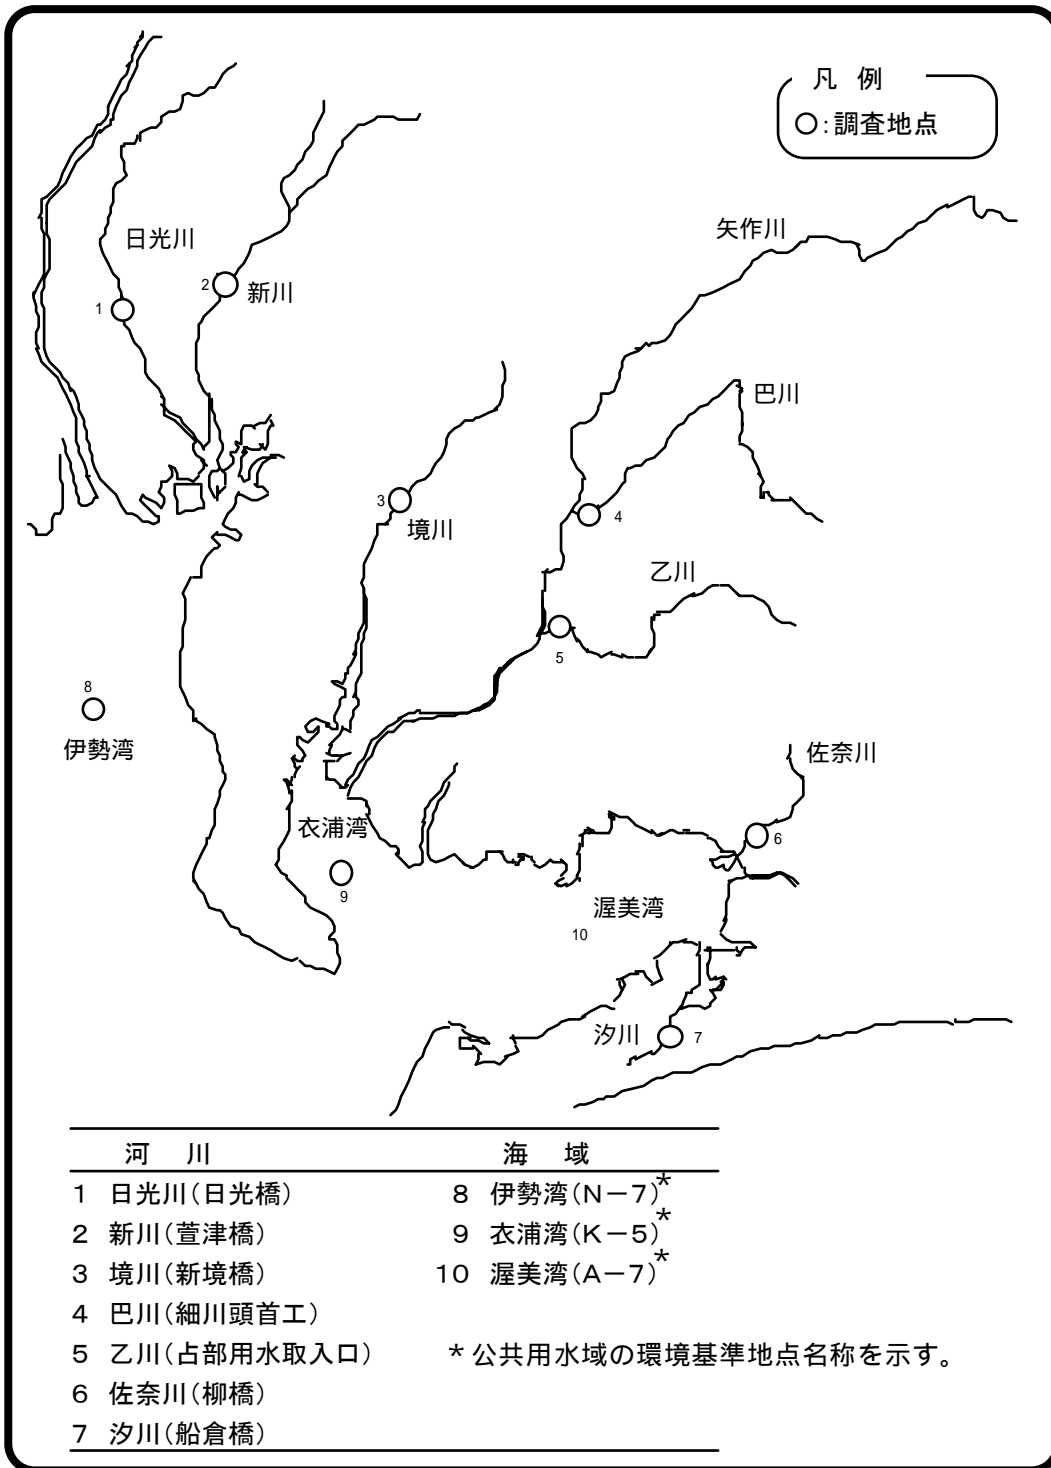 凡 例
○:調査地点
矢作川
日光川
2
新川
1
巴川
3
境川
4
乙川
5
8
伊勢湾
佐奈川
衣浦湾
6
9
渥美湾
10
汐川
7
河 川 海 域
1 日光川(日光橋) 8 伊勢湾(N-7)*
2 新川(萱津橋) 9 衣浦湾(K-5)*
3 境川(新境橋) 10 渥美湾(A-7)*
4 巴川(細川頭首工)
5 乙川(占部用水取入口) *公共用水域の環境基準地点名称を示す。
6 佐奈川(柳橋)
7 汐川(船倉橋)